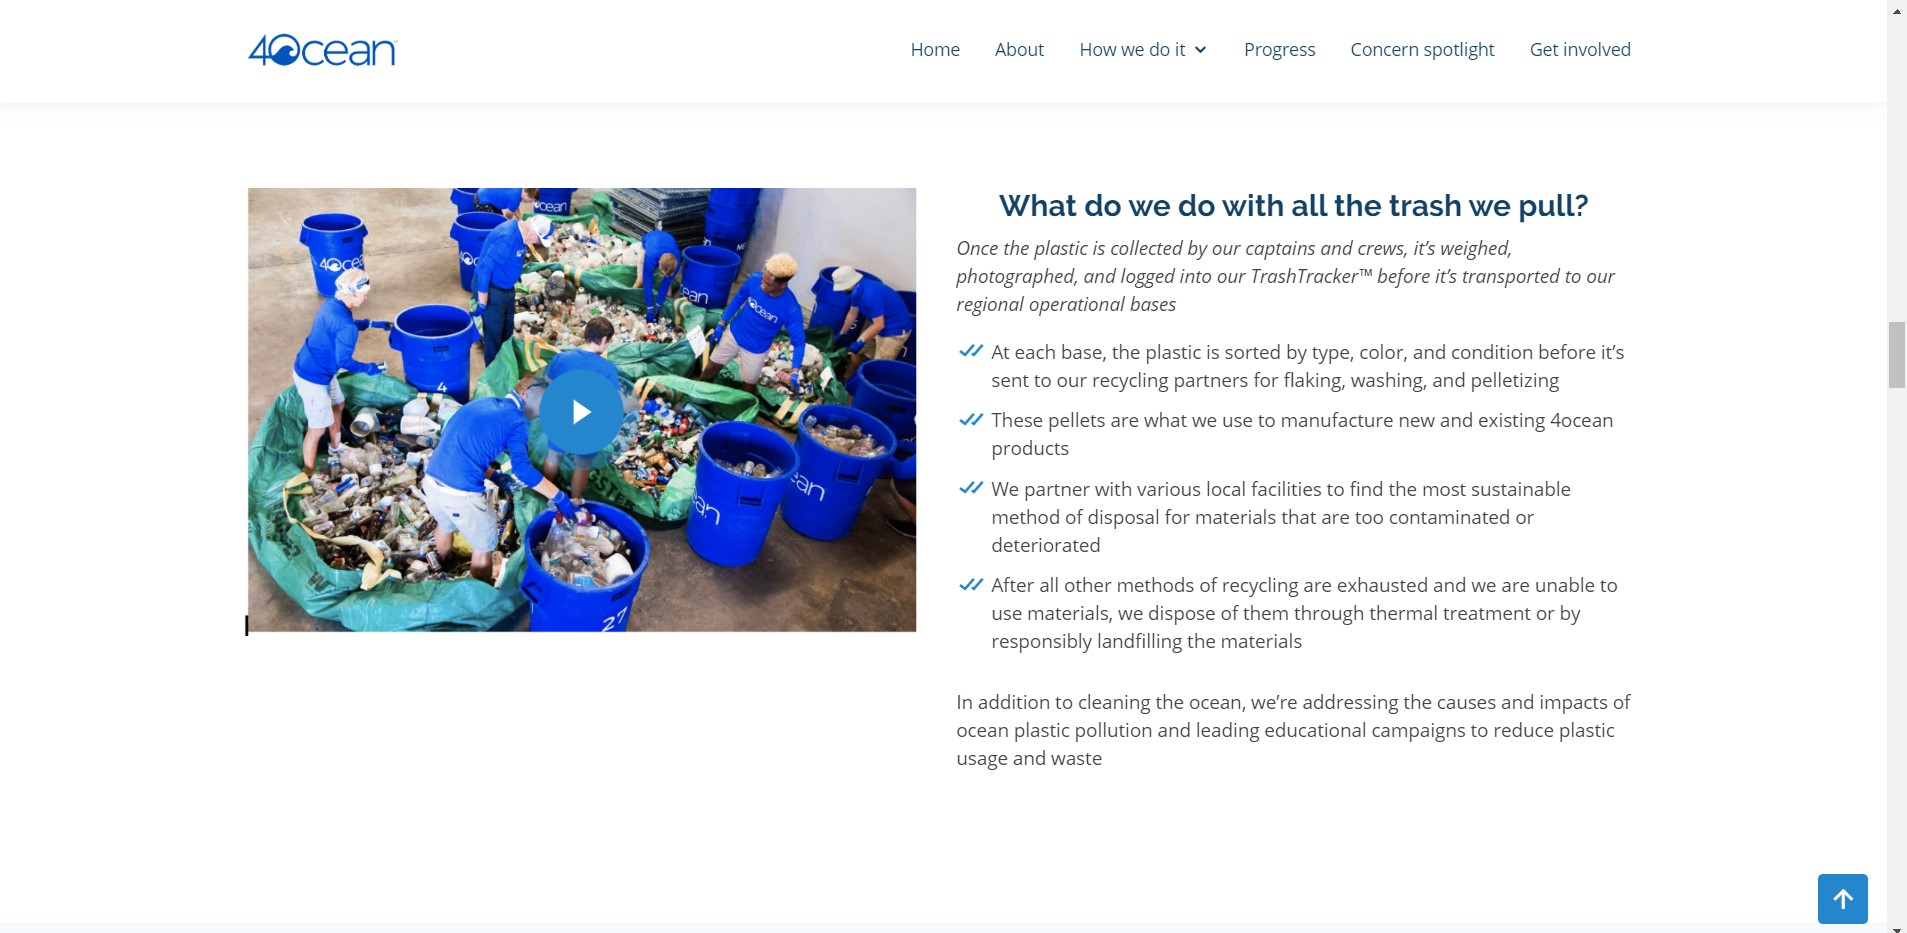 4Ocean
Home About How we do it Progress Concern spotlight Get involved
What do we do with all the trash we pull?
Once the plastic is collected by our captains and crews, it’s weighed,
photographed, and logged into our TrashTracker™ before it’s transported to our
regional operational bases
At each base, the plastic is sorted by type, color, and condition before it’s
sent to our recycling partners for flaking, washing, and pelletizing
These pellets are what we use to manufacture new and existing 4ocean
products
We partner with various local facilities to find the most sustainable
method of disposal for materials that are too contaminated or
deteriorated
After all other methods of recycling are exhausted and we are unable to
use materials, we dispose of them through thermal treatment or by
responsibly landfilling the materials
In addition to cleaning the ocean, we’re addressing the causes and impacts of
ocean plastic pollution and leading educational campaigns to reduce plastic
usage and waste
4Ocea
cean
ean
4Ocean
4
ean
ean
27